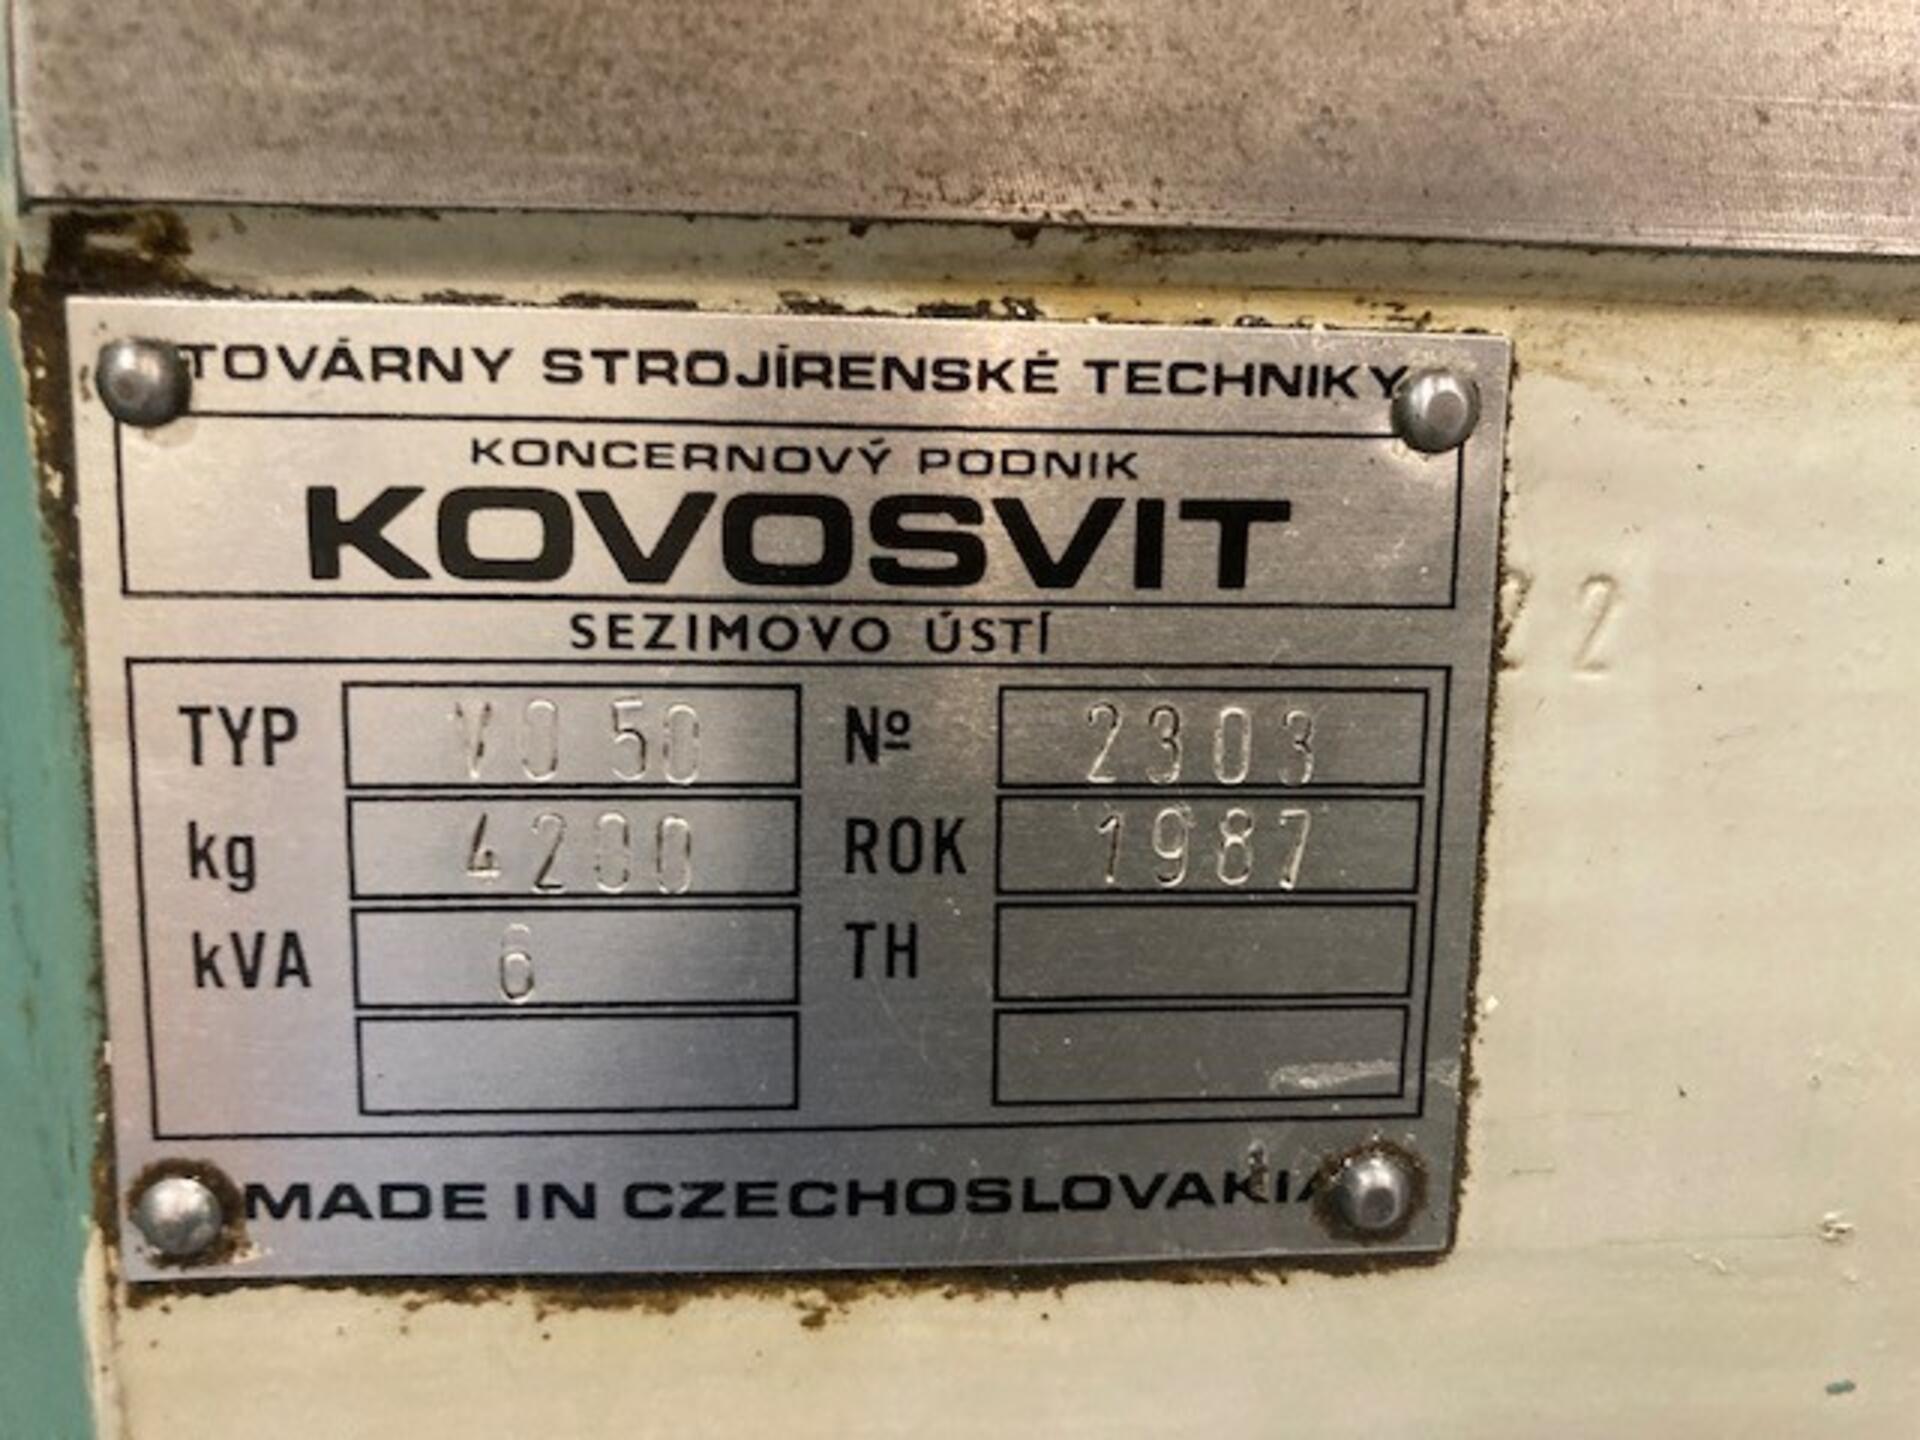 TOVÁRNY STROJÍRENSKÉ TECHNIKY
KONCERNOVÝ PODNIK
KOVOSVIT
SEZIMOVO ÚSTÍ
TYP VO 50 Nº 2303
kg 4200 ROK 1987
kVA 6 TH
MADE IN CZECHOSLOVAKIA
22